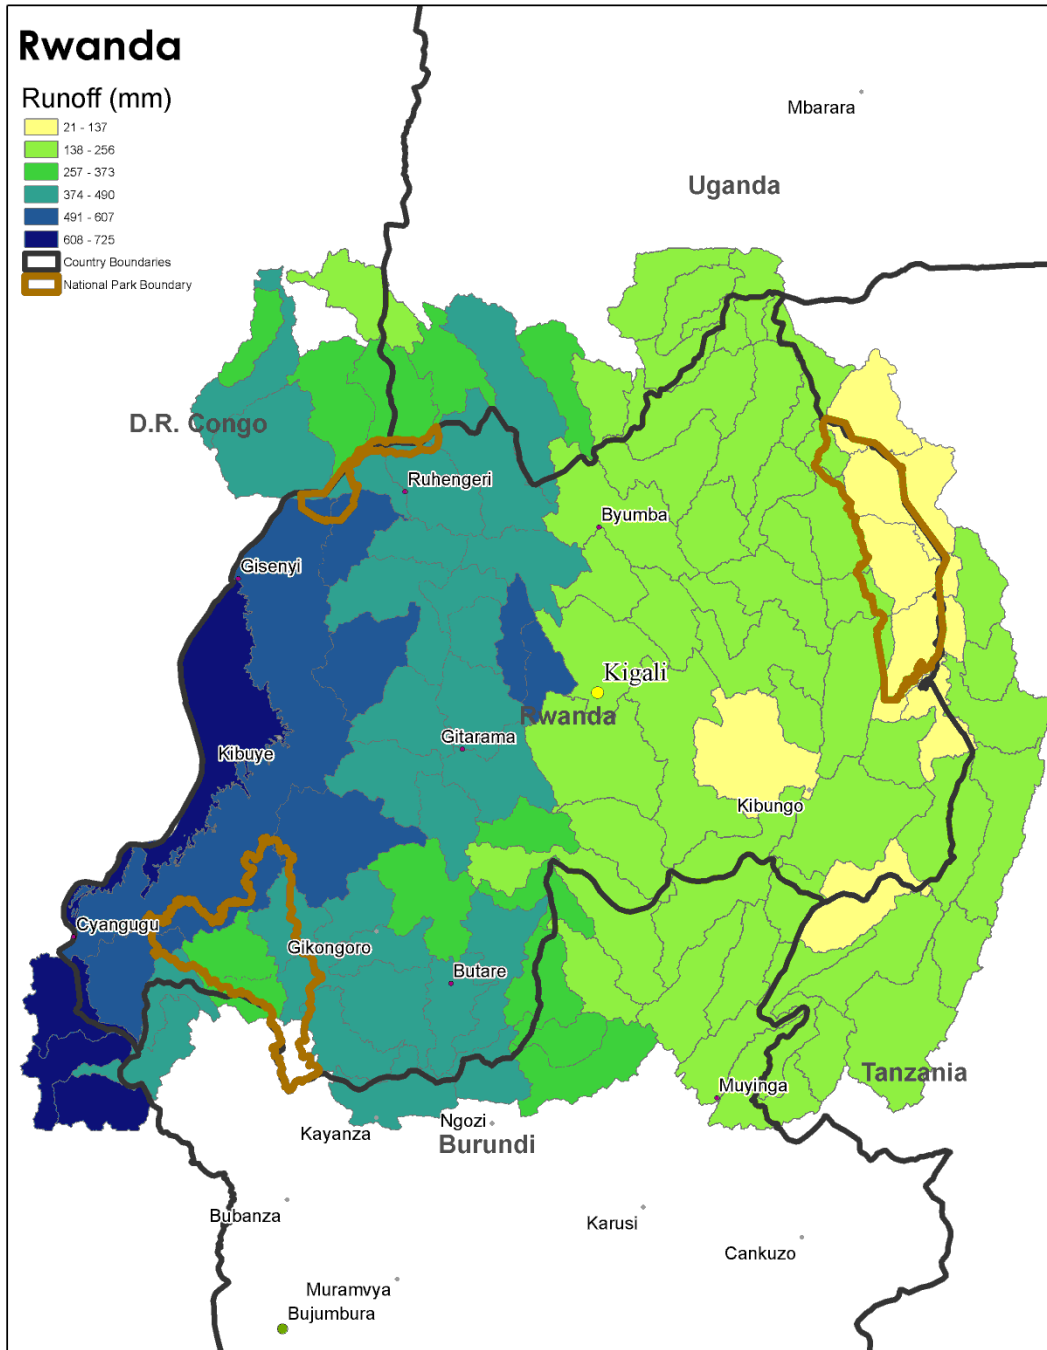 Rwanda
Runoff (mm)
21 - 137
138 - 256
257 - 373
374 - 490
491 - 607
608 - 725
Country Boundaries
National Park Boundary
Mbarara
Uganda
D.R. Congo
Ruhengeri
Byumba
Gisenyi
Kigali
Rwanda
Gitarama
Kibuye
Kibungo
Cyangugu
Gikongoro
Butare
Tanzania
Muyinga
Kayanza
Ngozi
Burundi
Bubanza
Karusi
Cankuzo
Muramvya
Bujumbura